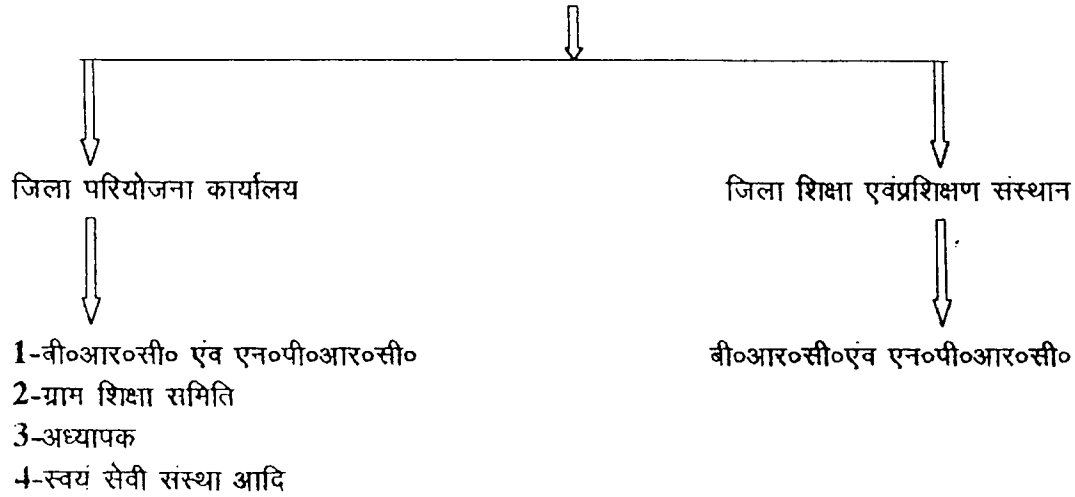 जिला परियोजना कार्यालय
जिला शिक्षा एवंप्रशिक्षण संस्थान
1-बी०आर०सी० एंव एन०पी०आर०सी०
बी०आर०सी०एंव एन०पी०आर०सी०
2-ग्राम शिक्षा समिति
3-अध्यापक
4-स्वयं सेवी संस्था आदि